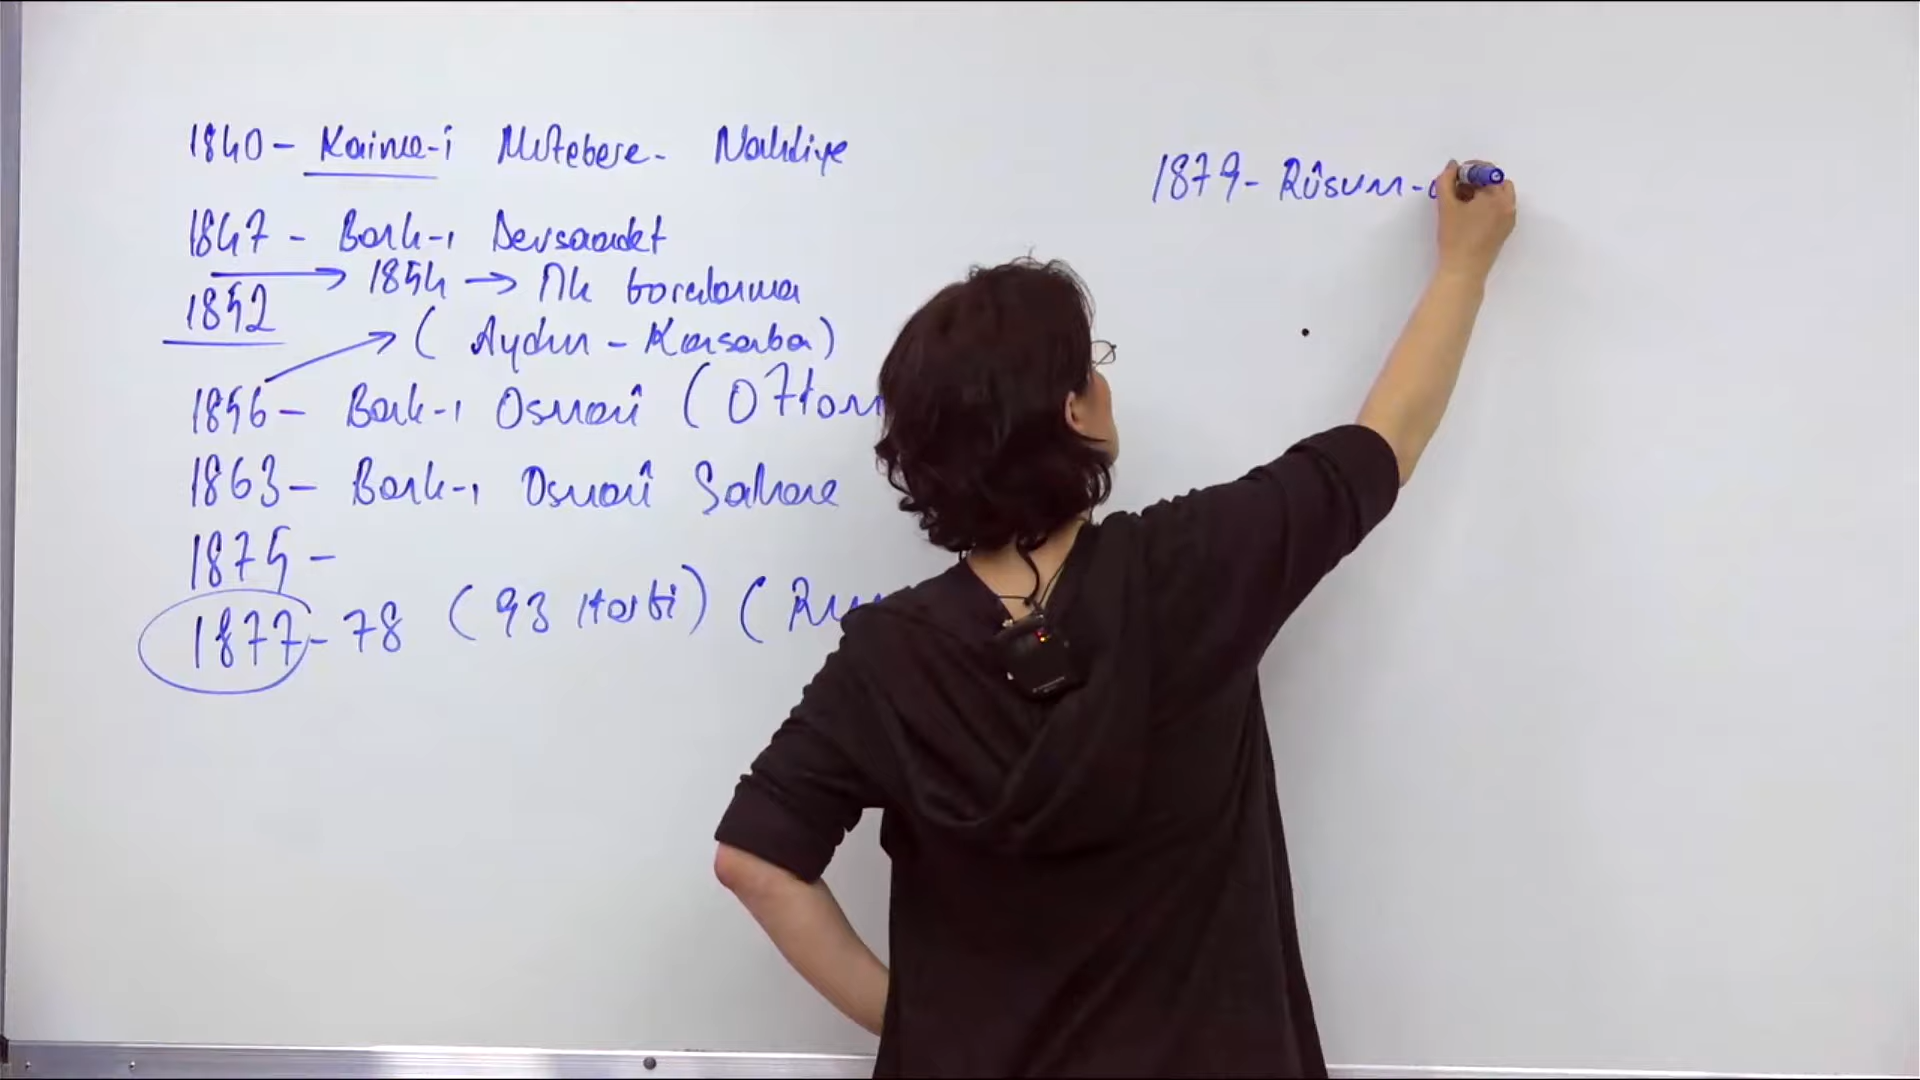 1840- Kaime-i Mutebere- Nakdiye
1847 - Bank-ı Dersaadet
1852 → 1854 → İlk borçlanma
( Aydın - Kasaba )
1856 - Bank-ı Osmanî ( Ottom
1863 - Bank-ı Osmanî Şahane
1875 -
1877-78 ( 93 Harbi ) ( Ru
1879- Rûsum-